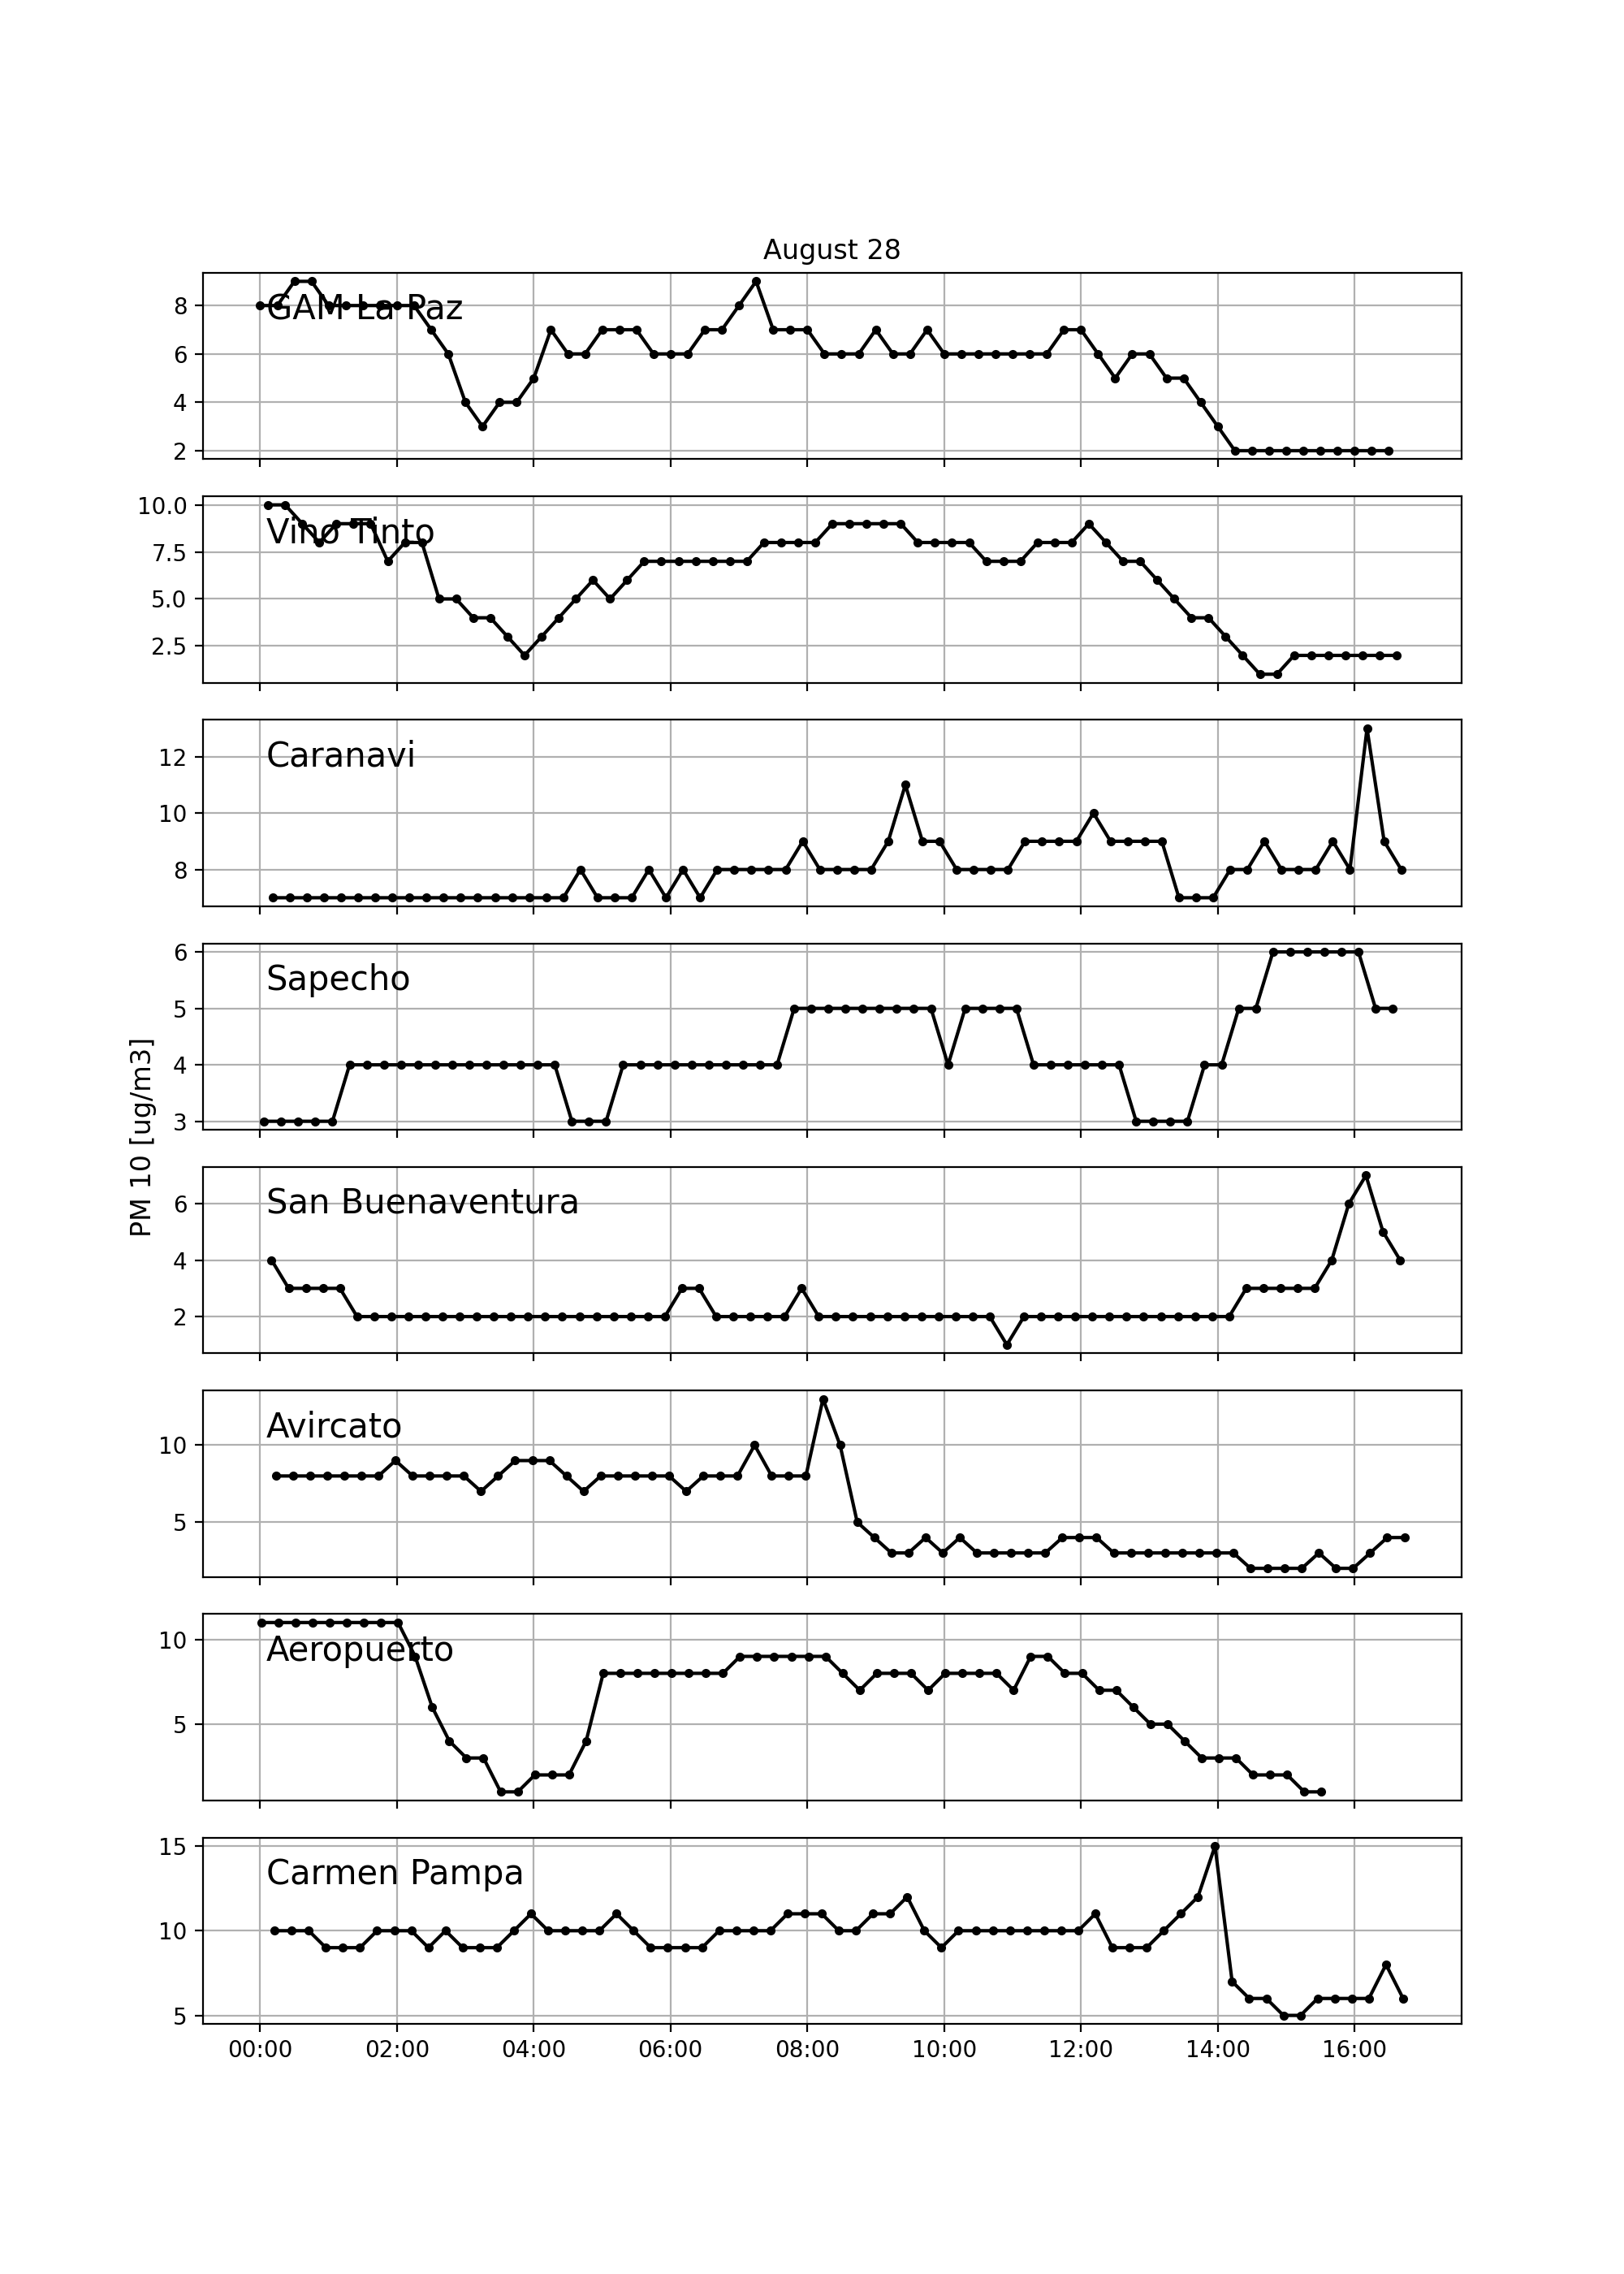 August 28
GAM La Paz
8
6
4
2
Vino Tinto
10.0
7.5
5.0
2.5
Caranavi
12
10
8
Sapecho
6
5
4
3
PM 10 [ug/m3]
San Buenaventura
6
4
2
Avircato
10
5
Aeropuerto
10
5
Carmen Pampa
15
10
5
00:00 02:00 04:00 06:00 08:00 10:00 12:00 14:00 16:00